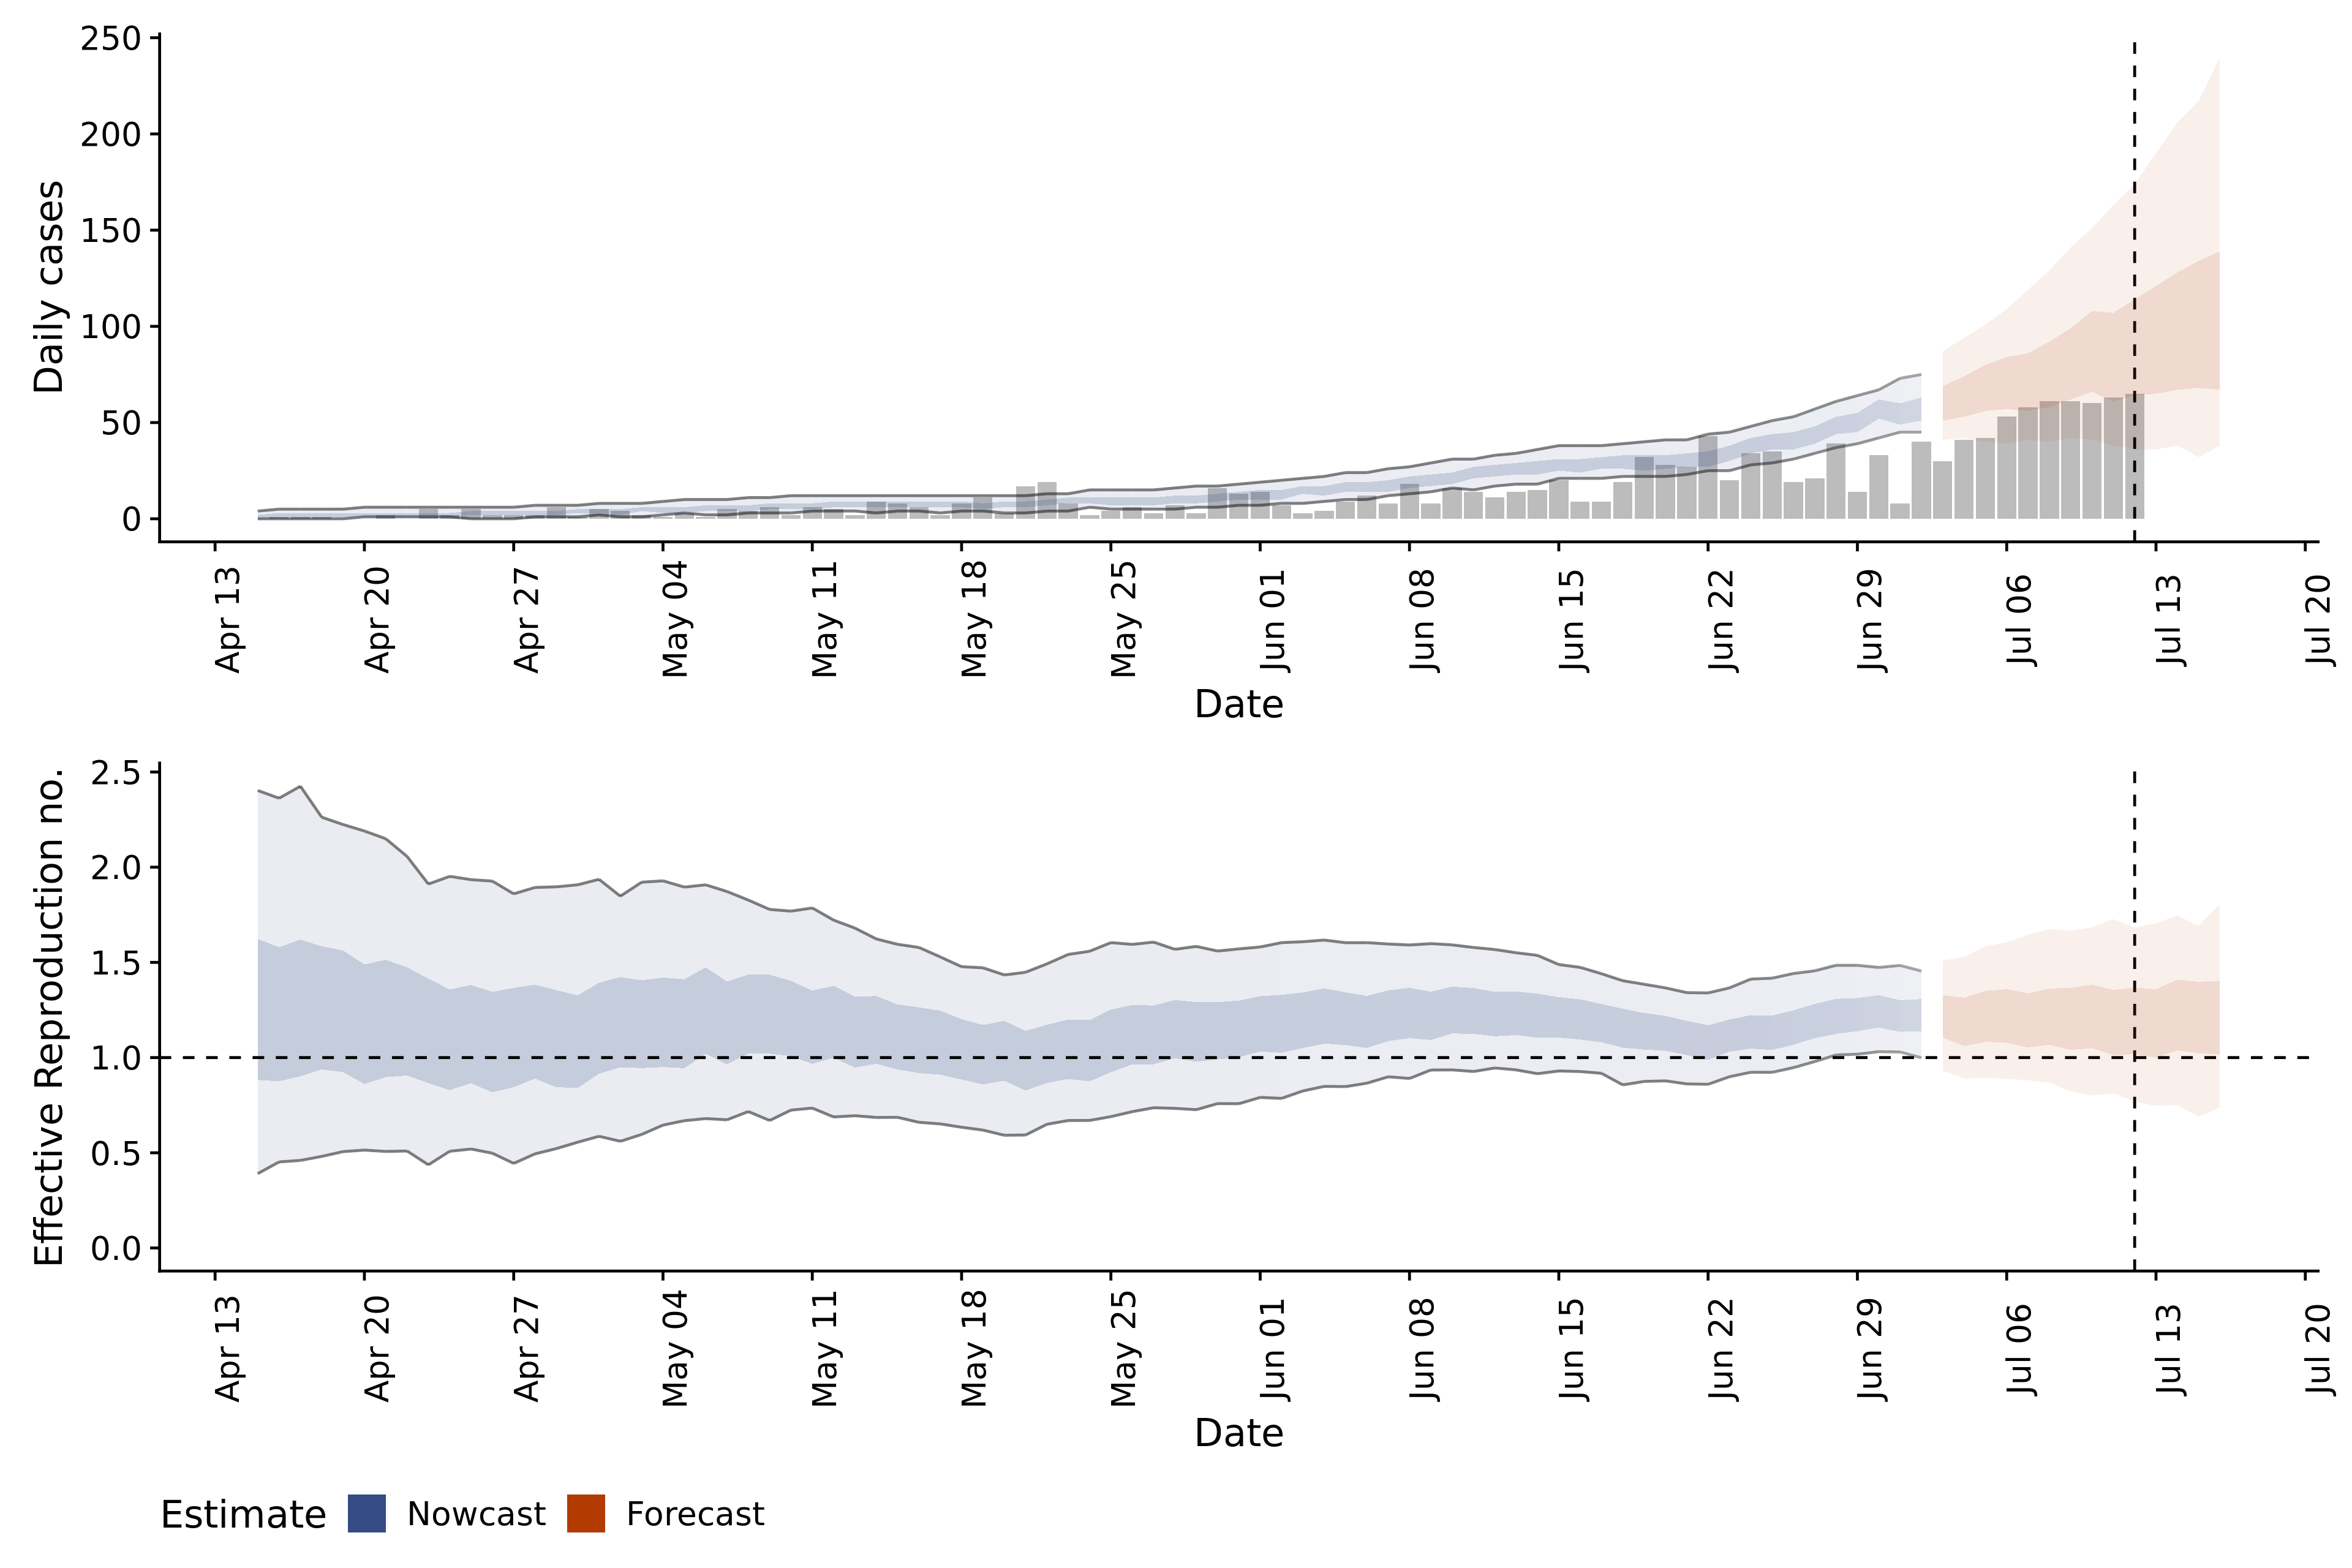 Daily cases
250
200
150
100
50
0
Apr 13 Apr 20 Apr 27 May 04 May 11 May 18 May 25 Jun 01 Jun 08 Jun 15 Jun 22 Jun 29 Jul 06 Jul 13 Jul 20
Date
Effective Reproduction no.
2.5
2.0
1.5
1.0
0.5
0.0
Apr 13 Apr 20 Apr 27 May 04 May 11 May 18 May 25 Jun 01 Jun 08 Jun 15 Jun 22 Jun 29 Jul 06 Jul 13 Jul 20
Date
Estimate Nowcast Forecast